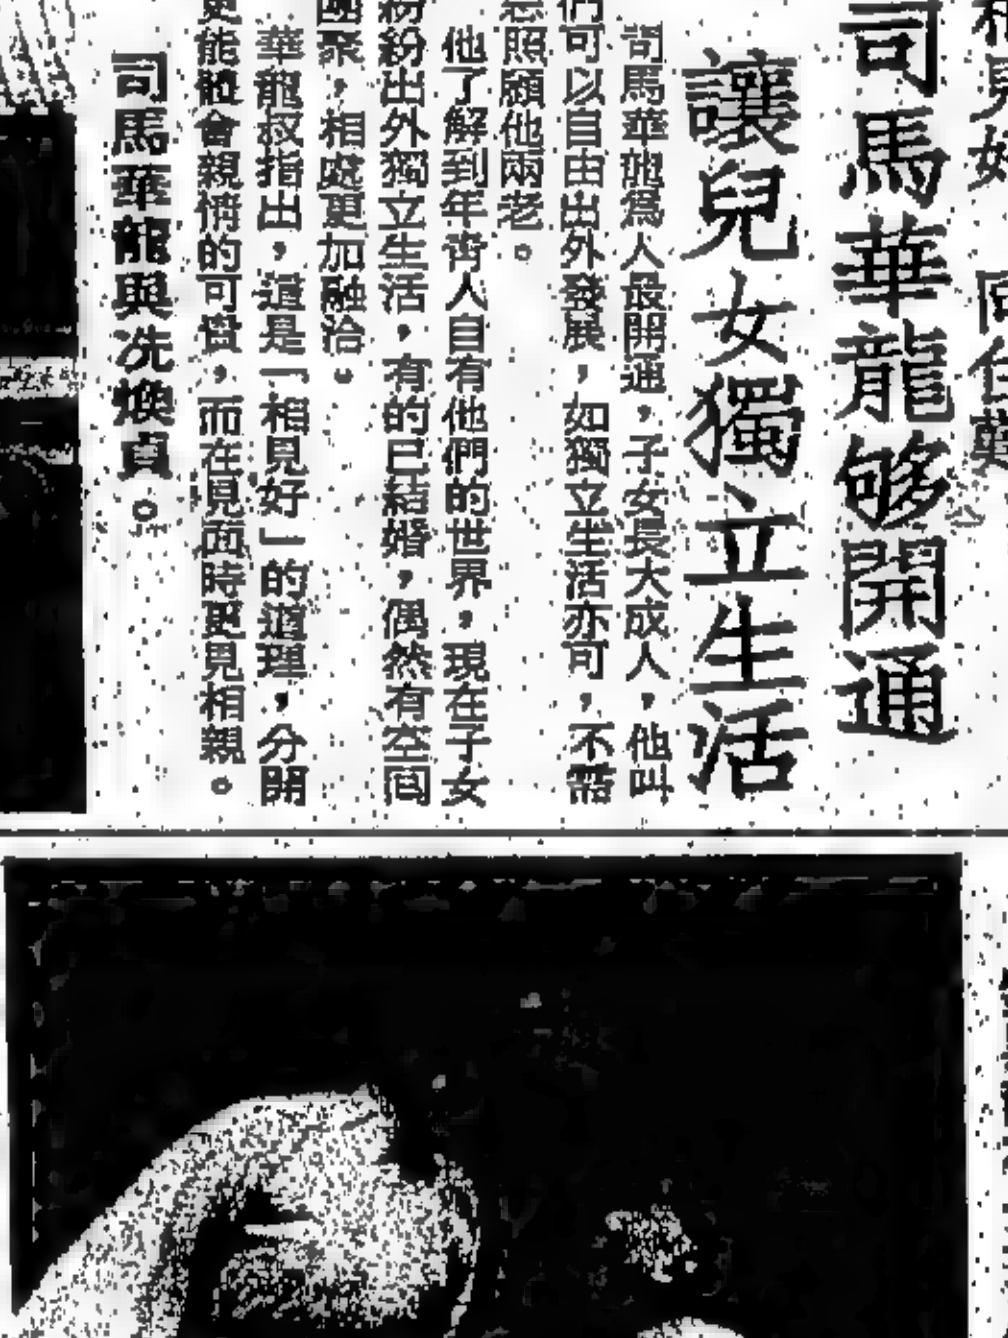 司馬華龍够開通
讓兒女獨立生活
司馬華龍爲人最開通，子女長大成人，他叫
們可以自由出外發展，如獨立生活亦可，不需
照顧他兩老。
他了解到年青人自有他們的世界，現在子女
紛紛出外獨立生活，有的已結婚，偶然有空回
團聚，相處更加融洽。
華龍叔指出，這是「相見好」的道理，分開
更能體會親情的可貴，而在見面時更見相親。
司馬華龍與冼煥貞。